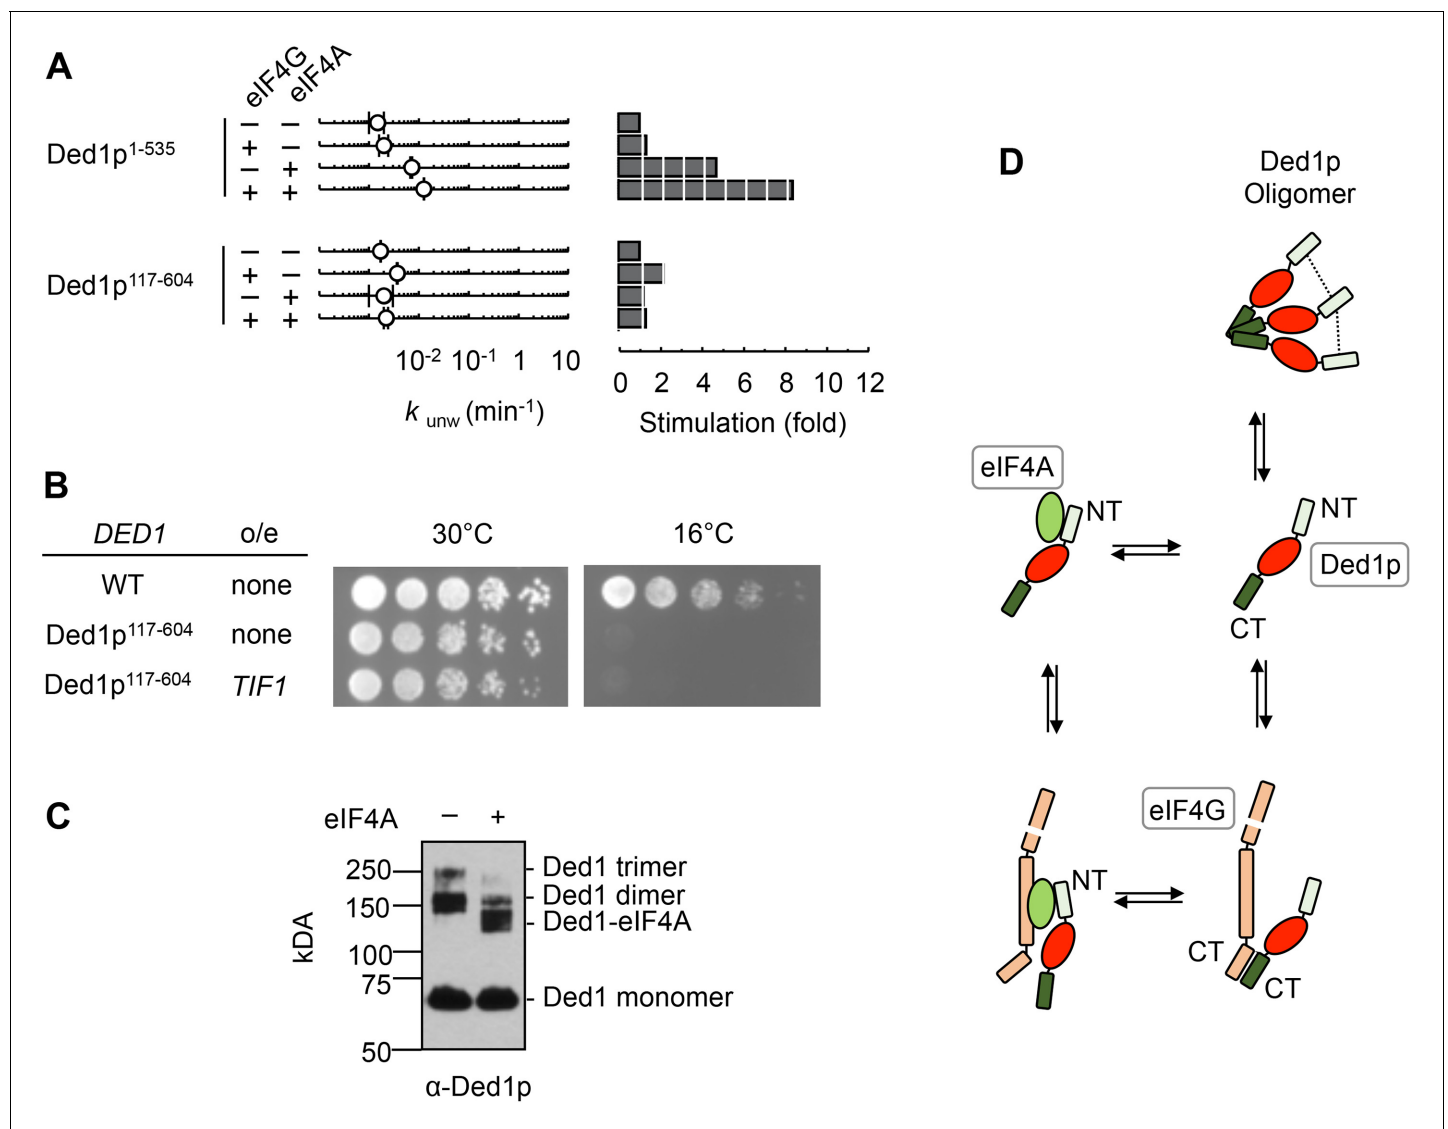 A
eIF4G
eIF4A
Ded1p1-535
− −
+ −
− +
+ +
Ded1p117-604
− −
+ −
− +
+ +
10-2 10-1 1 10
k unw (min-1)
0 2 4 6 8 10 12
Stimulation (fold)
B
DED1 o/e 30°C 16°C
WT none
Ded1p117-604 none
Ded1p117-604 TIF1
C
eIF4A − +
kDA
250
150
100
75
50
Ded1 trimer
Ded1 dimer
Ded1-eIF4A
Ded1 monomer
α-Ded1p
D
Ded1p
Oligomer
eIF4A
NT
NT
Ded1p
CT
eIF4G
NT
CT
CT